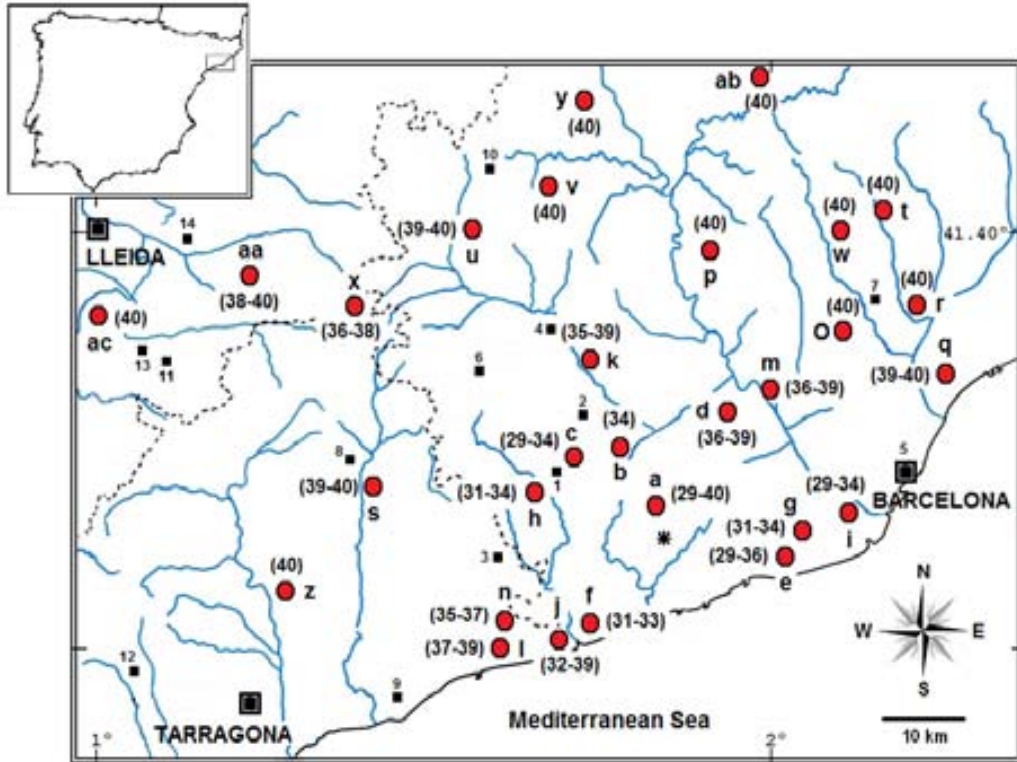 ab
y
(40)
(40)
10
v
(40)
(40)
t
(40)
14
LLEIDA
(39-40)
u
(40)
p
w
41.40°
aa
(38-40)
x
(36-38)
7
(40)
r
(40)
O
(40)
ac
4
(35-39)
k
13
11
6
m
(36-39)
q
(39-40)
2
d
(36-39)
(34)
b
(29-34)
c
8
1
5
BARCELONA
(39-40)
s
(31-34)
h
a
(29-40)
*
(29-34)
i
g
(31-34)
3
(29-36)
e
(40)
z
n
(35-37)
j
f
(31-33)
(37-39)
l
(32-39)
N
W
E
S
12
9
TARRAGONA
Mediterranean Sea
10 km
1°
2°